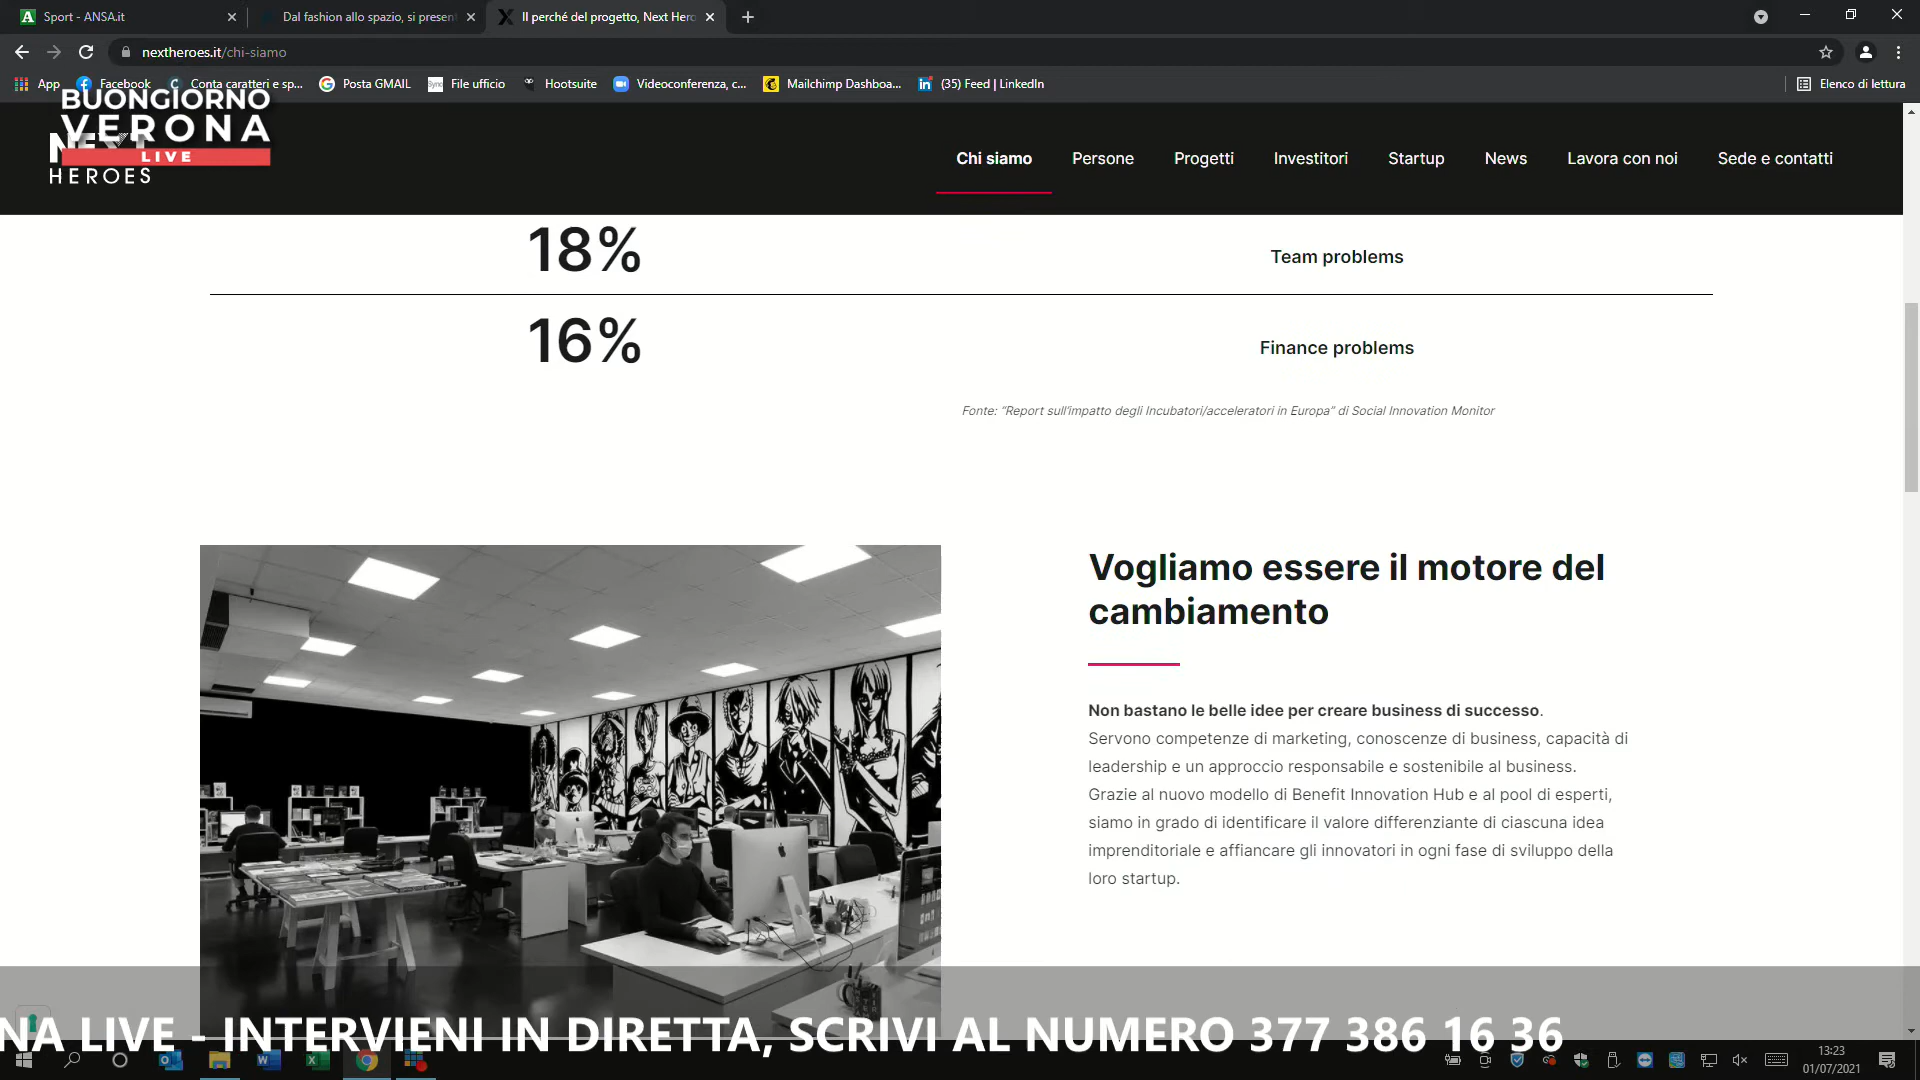 Sport - ANSA.it
Dal fashion allo spazio, si present
Il perché del progetto, Next Hero
nextheroes.it/chi-siamo
App
Facebook
Conta caratteri e sp...
Posta GMAIL
File ufficio
Hootsuite
Videoconferenza, c...
Mailchimp Dashboa...
(35) Feed | LinkedIn
Elenco di lettura
BUONGIORNO
VERONA
LIVE
HEROES
Chi siamo
Persone
Progetti
Investitori
Startup
News
Lavora con noi
Sede e contatti
18%
Team problems
16%
Finance problems
Fonte: “Report sull’impatto degli Incubatori/acceleratori in Europa” di Social Innovation Monitor
Vogliamo essere il motore del
cambiamento
Non bastano le belle idee per creare business di successo.
Servono competenze di marketing, conoscenze di business, capacità di
leadership e un approccio responsabile e sostenibile al business.
Grazie al nuovo modello di Benefit Innovation Hub e al pool di esperti,
siamo in grado di identificare il valore differenziante di ciascuna idea
imprenditoriale e affiancare gli innovatori in ogni fase di sviluppo della
loro startup.
NA LIVE - INTERVIENI IN DIRETTA, SCRIVI AL NUMERO 377 386 16 36
13:23
01/07/2021